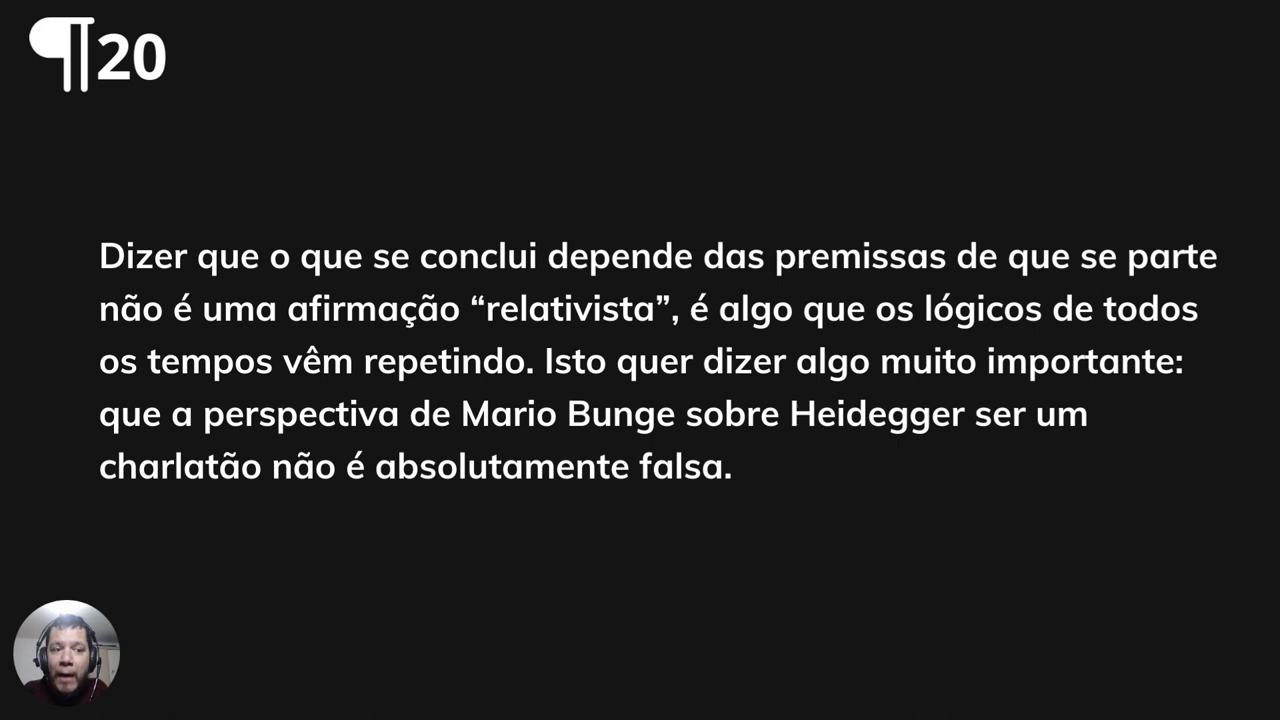 ¶20
Dizer que o que se conclui depende das premissas de que se parte
não é uma afirmação “relativista”, é algo que os lógicos de todos
os tempos vêm repetindo. Isto quer dizer algo muito importante:
que a perspectiva de Mario Bunge sobre Heidegger ser um
charlatão não é absolutamente falsa.